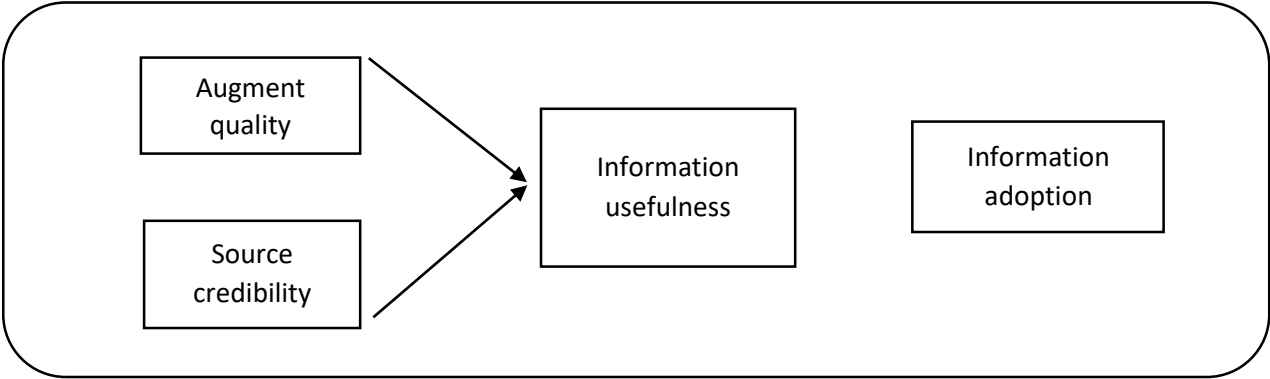 Augment
quality
Source
credibility
Information
usefulness
Information
adoption